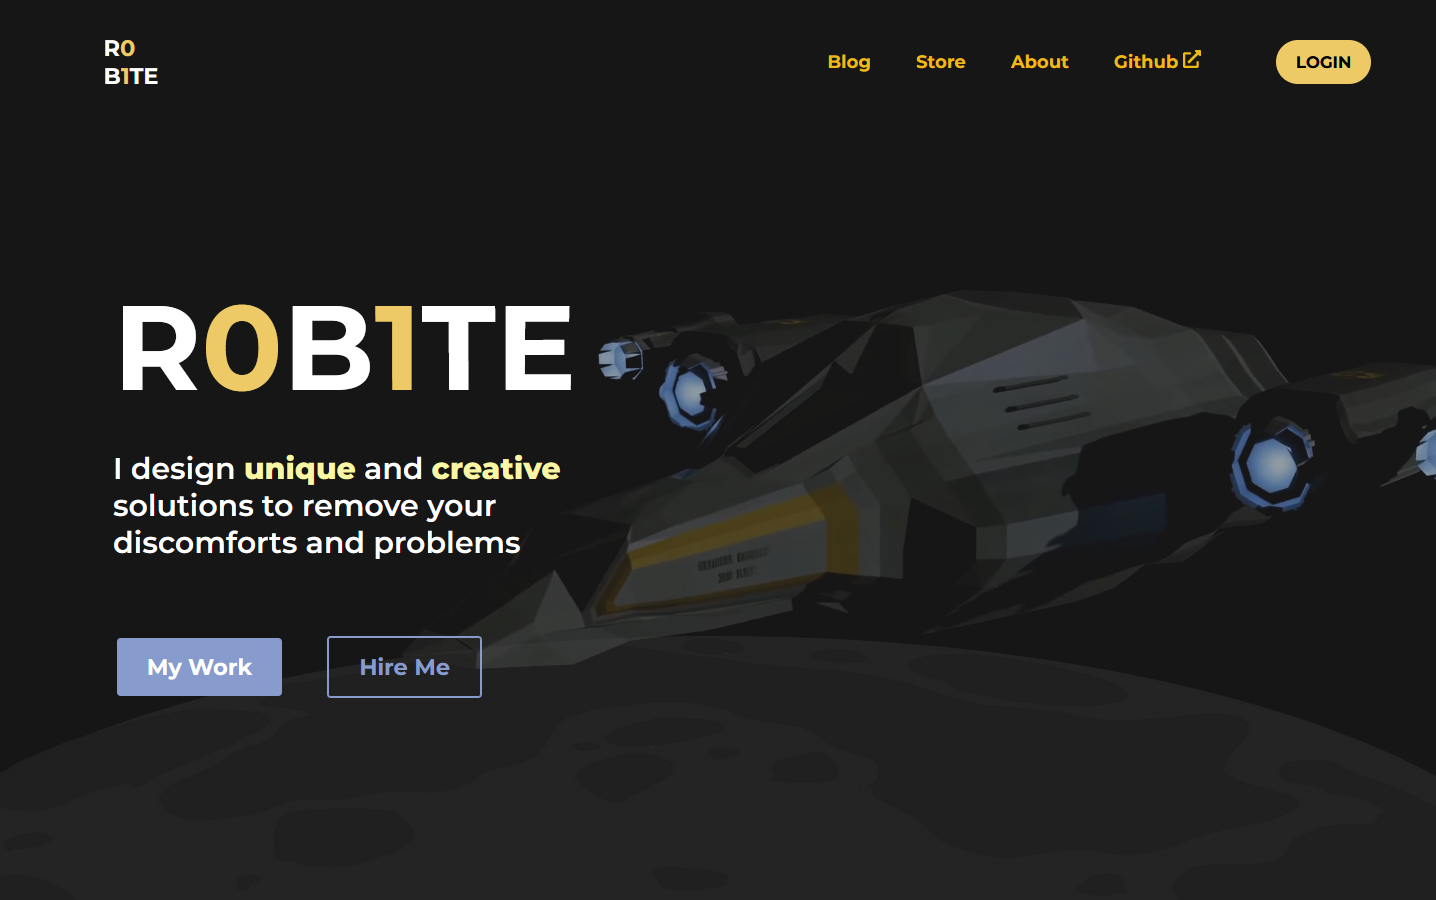 R0
B1TE
Blog
Store
About
Github
LOGIN
R0B1TE
I design unique and creative
solutions to remove your
discomforts and problems
My Work
Hire Me